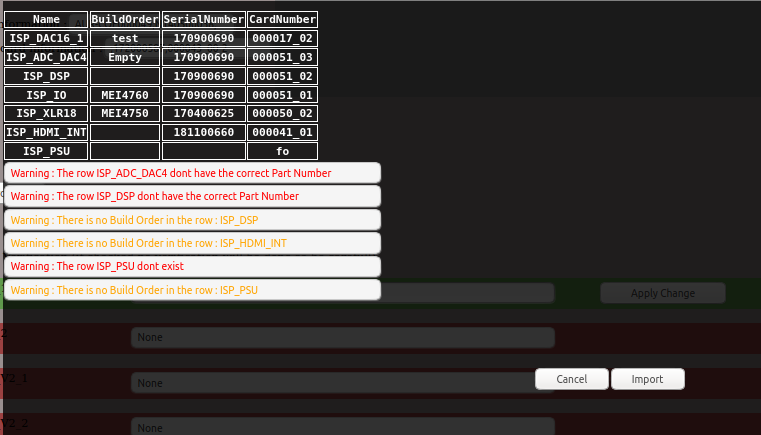 Name BuildOrder SerialNumber CardNumber
ISP_DAC16_1 test 170900690 000017_02
ISP_ADC_DAC4 Empty 170900690 000051_03
ISP_DSP 170900690 000051_02
ISP_IO MEI4760 170900690 000051_01
ISP_XLR18 MEI4750 170400625 000050_02
ISP_HDMI_INT 181100660 000041_01
ISP_PSU fo
Warning : The row ISP_ADC_DAC4 dont have the correct Part Number
Warning : The row ISP_DSP dont have the correct Part Number
Warning : There is no Build Order in the row : ISP_DSP
Warning : There is no Build Order in the row : ISP_HDMI_INT
Warning : The row ISP_PSU dont exist
Warning : There is no Build Order in the row : ISP_PSU
Apply Change
2 None
V2_1 None
Cancel Import
V2_2 None